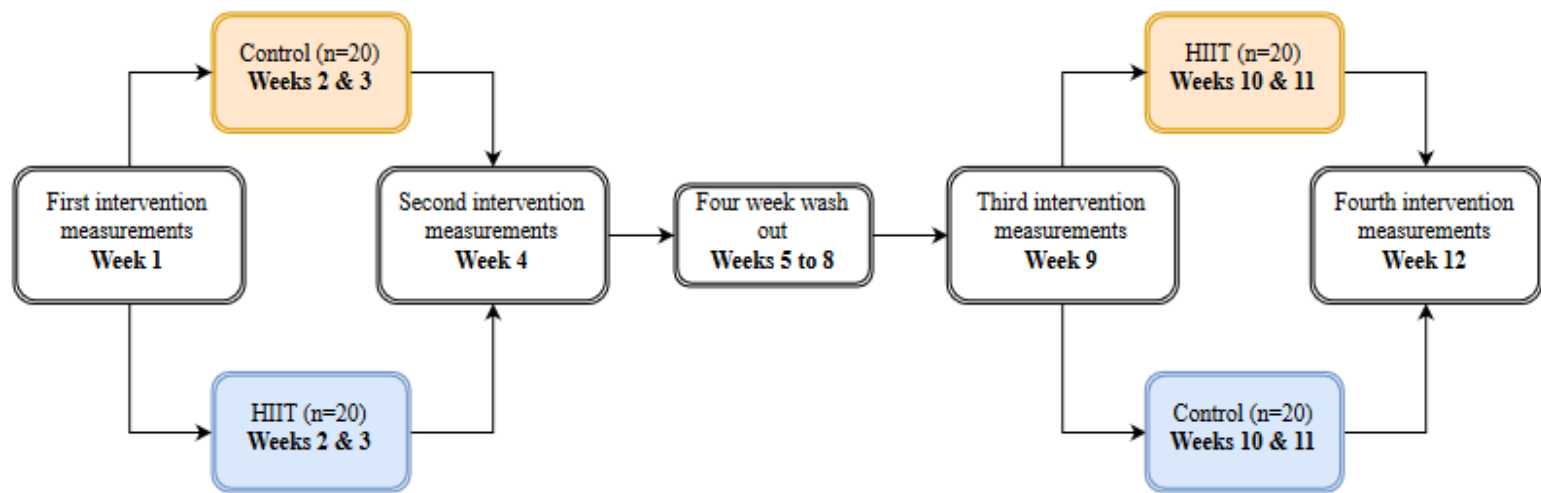 Control (n=20)
Weeks 2 & 3
First intervention
measurements
Week 1
HIIT (n=20)
Weeks 2 & 3
Second intervention
measurements
Week 4
Four week wash
out
Weeks 5 to 8
Third intervention
measurements
Week 9
HIIT (n=20)
Weeks 10 & 11
Control (n=20)
Weeks 10 & 11
Fourth intervention
measurements
Week 12